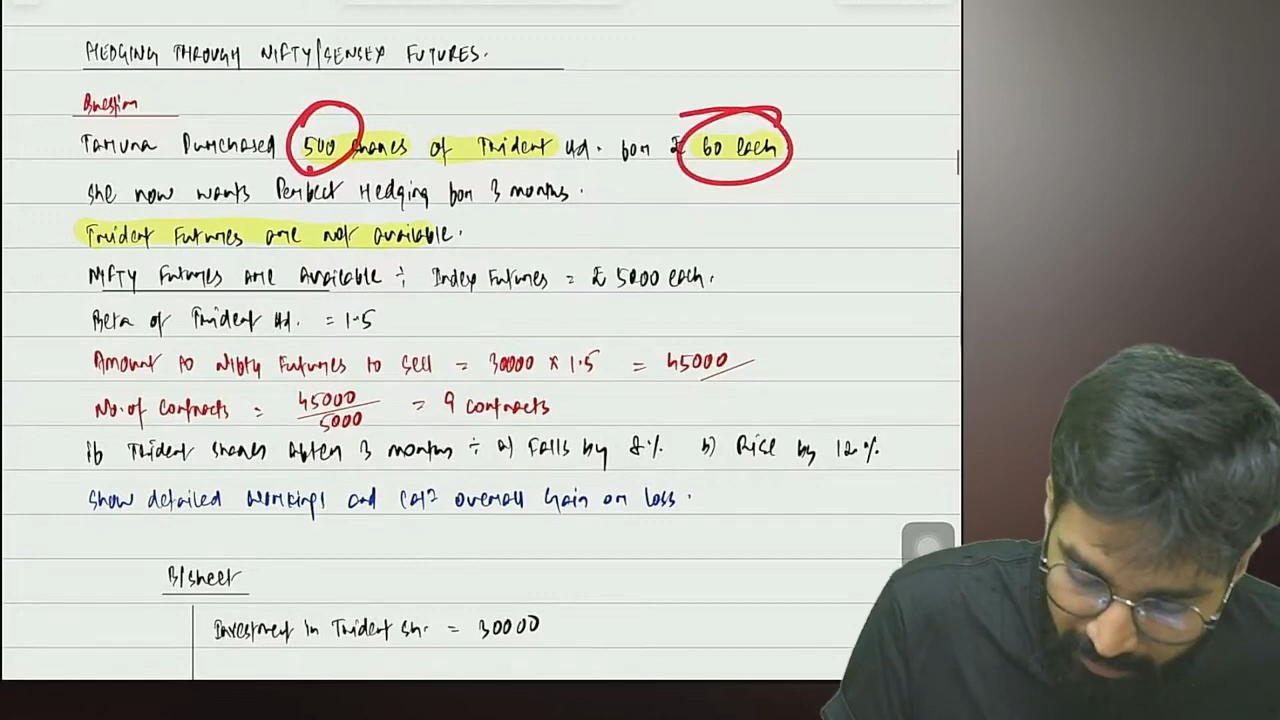 HEDGING THROUGH NIFTY/SENSEX FUTURES.
Question
Taruna Purchased 500 shares of Trident Ltd. for ₹ 60 each
She now wants Perfect Hedging for 3 months.
Trident Futures are not available.
Nifty Futures are Available ÷ Index Futures = ₹ 5000 each.
Beta of Trident Ltd. = 1.5
Amount to Nifty Futures to sell = 30000 × 1.5 = 45000
No. of contracts = 45000/5000 = 9 contracts
If Trident shares after 3 months ÷ a) Falls by 8% b) Rise by 12%
Show detailed workings and calc overall Gain or loss.
B/sheet
Investment in Trident sh. = 30000